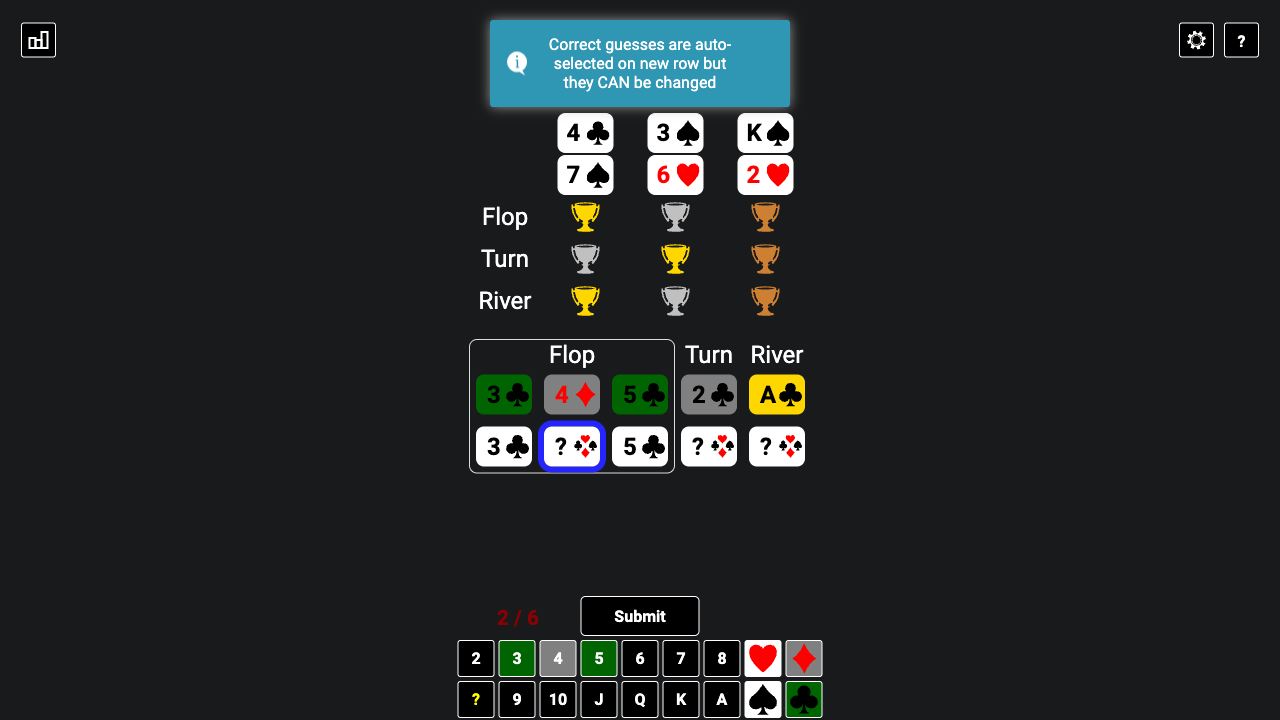 Correct guesses are auto-
selected on new row but
they CAN be changed
?
4 3 K
7 6 2
Flop
Turn
River
Flop Turn River
3 4 5 2 A
3 ? 5 ? ?
2 / 6 Submit
2 3 4 5 6 7 8
? 9 10 J Q K A